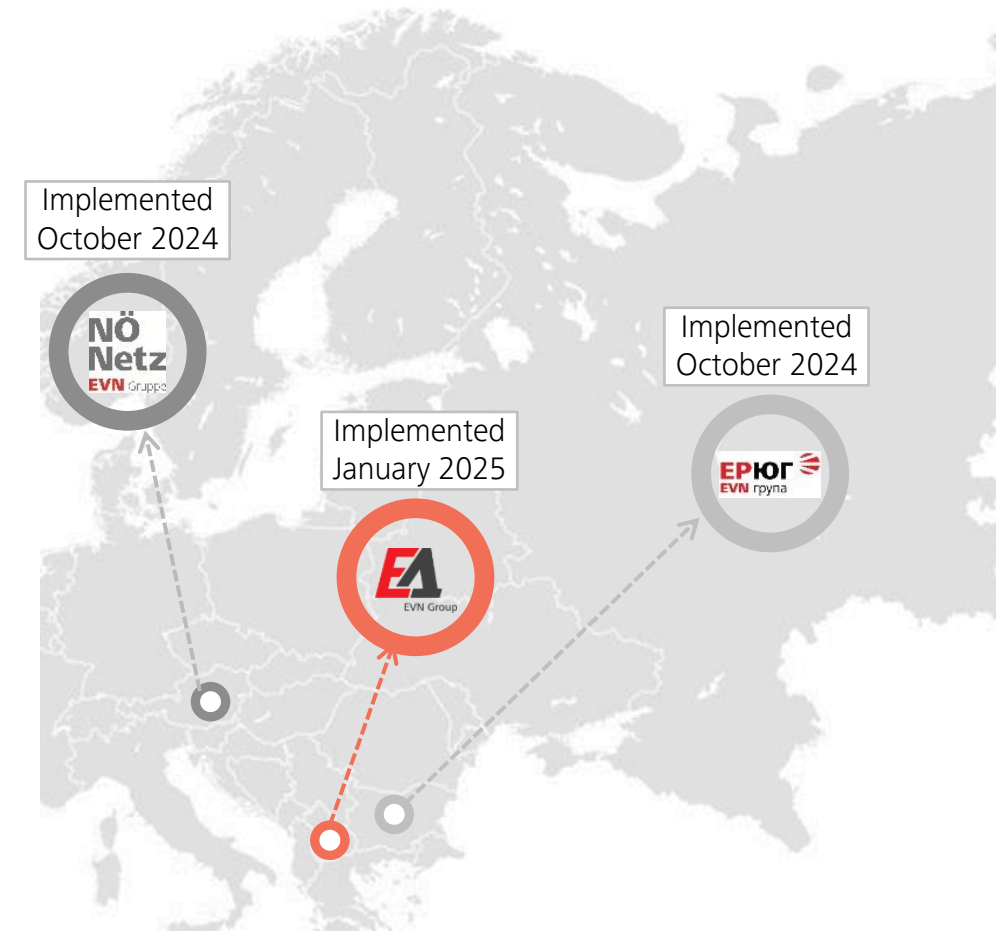 Implemented
October 2024
NÖ
Netz
EVN Gruppe
Implemented
October 2024
ЕРЮГ
EVN група
Implemented
January 2025
EA
EVN Group